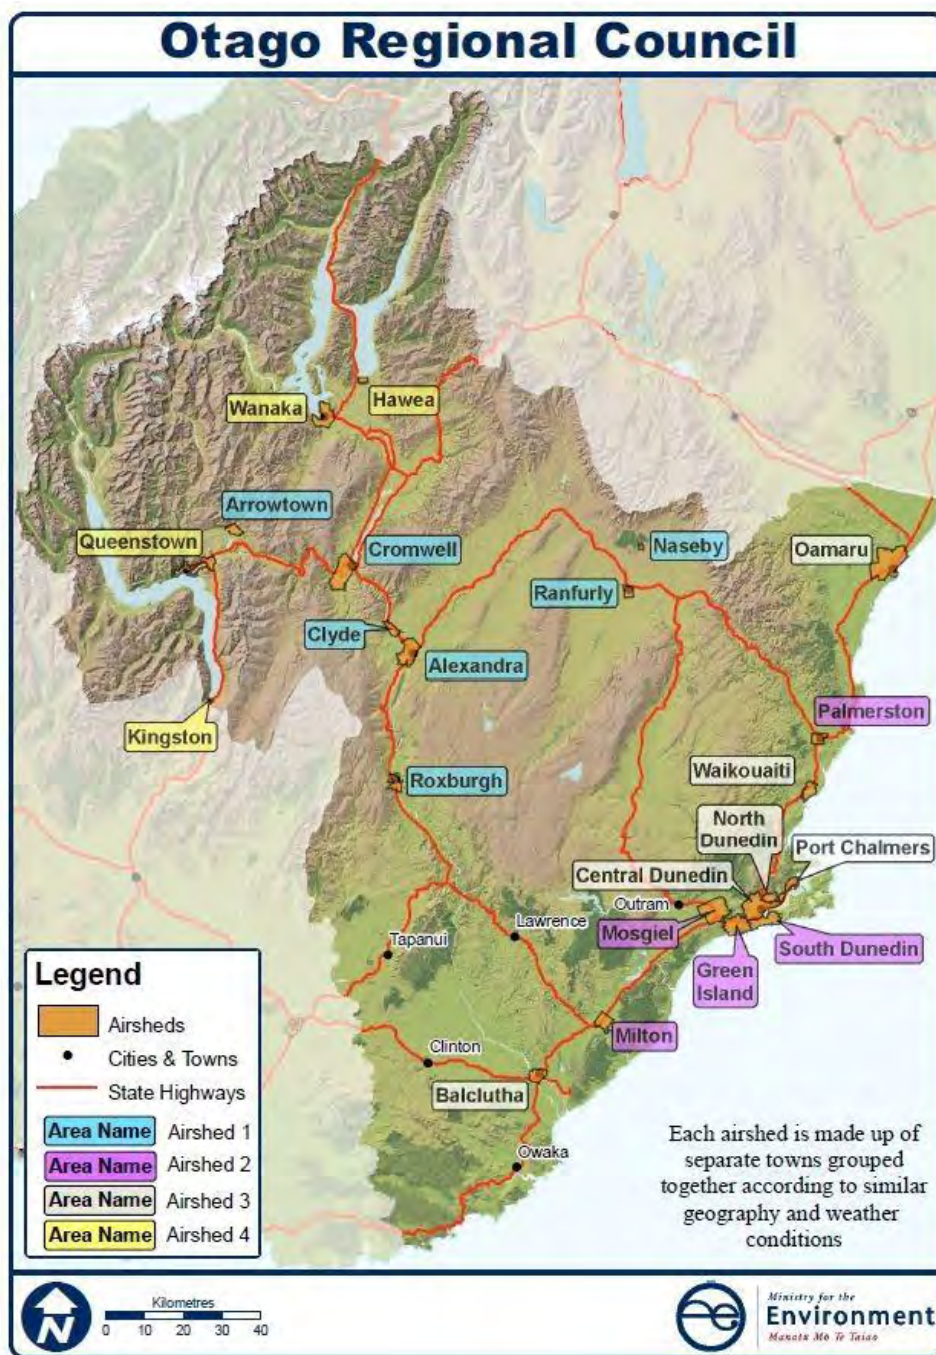 Otago Regional Council
Wanaka
Hawea
Arrowtown
Queenstown
Cromwell
Naseby
Oamaru
Ranfurly
Clyde
Alexandra
Kingston
Palmerston
Roxburgh
Waikouaiti
North
Dunedin
Port Chalmers
Central Dunedin
Outram
Mosgiel
South Dunedin
Green
Island
Lawrence
Tapanui
Milton
Clinton
Balclutha
Owaka
Legend
Airsheds
Cities & Towns
State Highways
Area Name Airshed 1
Area Name Airshed 2
Area Name Airshed 3
Area Name Airshed 4
Each airshed is made up of
separate towns grouped
together according to similar
geography and weather
conditions
N
Kilometres
0 10 20 30 40
Ministry for the
Environment
Manatū Mō Te Taiao